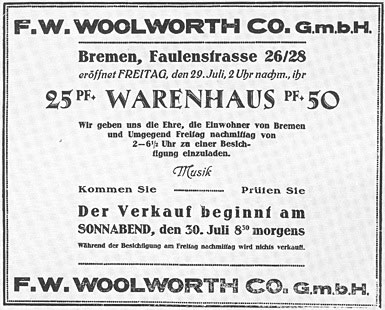 F.W. WOOLWORTH CO. G.m.b.H.
Bremen, Faulenstrasse 26/28
eröffnet FREITAG, den 29. Juli, 2 Uhr nachm., ihr
25 PF· WARENHAUS PF· 50
Wir geben uns die Ehre, die Einwohner von Bremen
und Umgegend Freitag nachmittag von
2—6½ Uhr zu einer Besich-
tigung einzuladen.
Musik
Kommen Sie —— Prüfen Sie
Der Verkauf beginnt am
SONNABEND, den 30. Juli 8³⁰ morgens
Während der Besichtigung am Freitag nachmittag wird nichts verkauft.
F.W. WOOLWORTH CO. G.m.b.H.